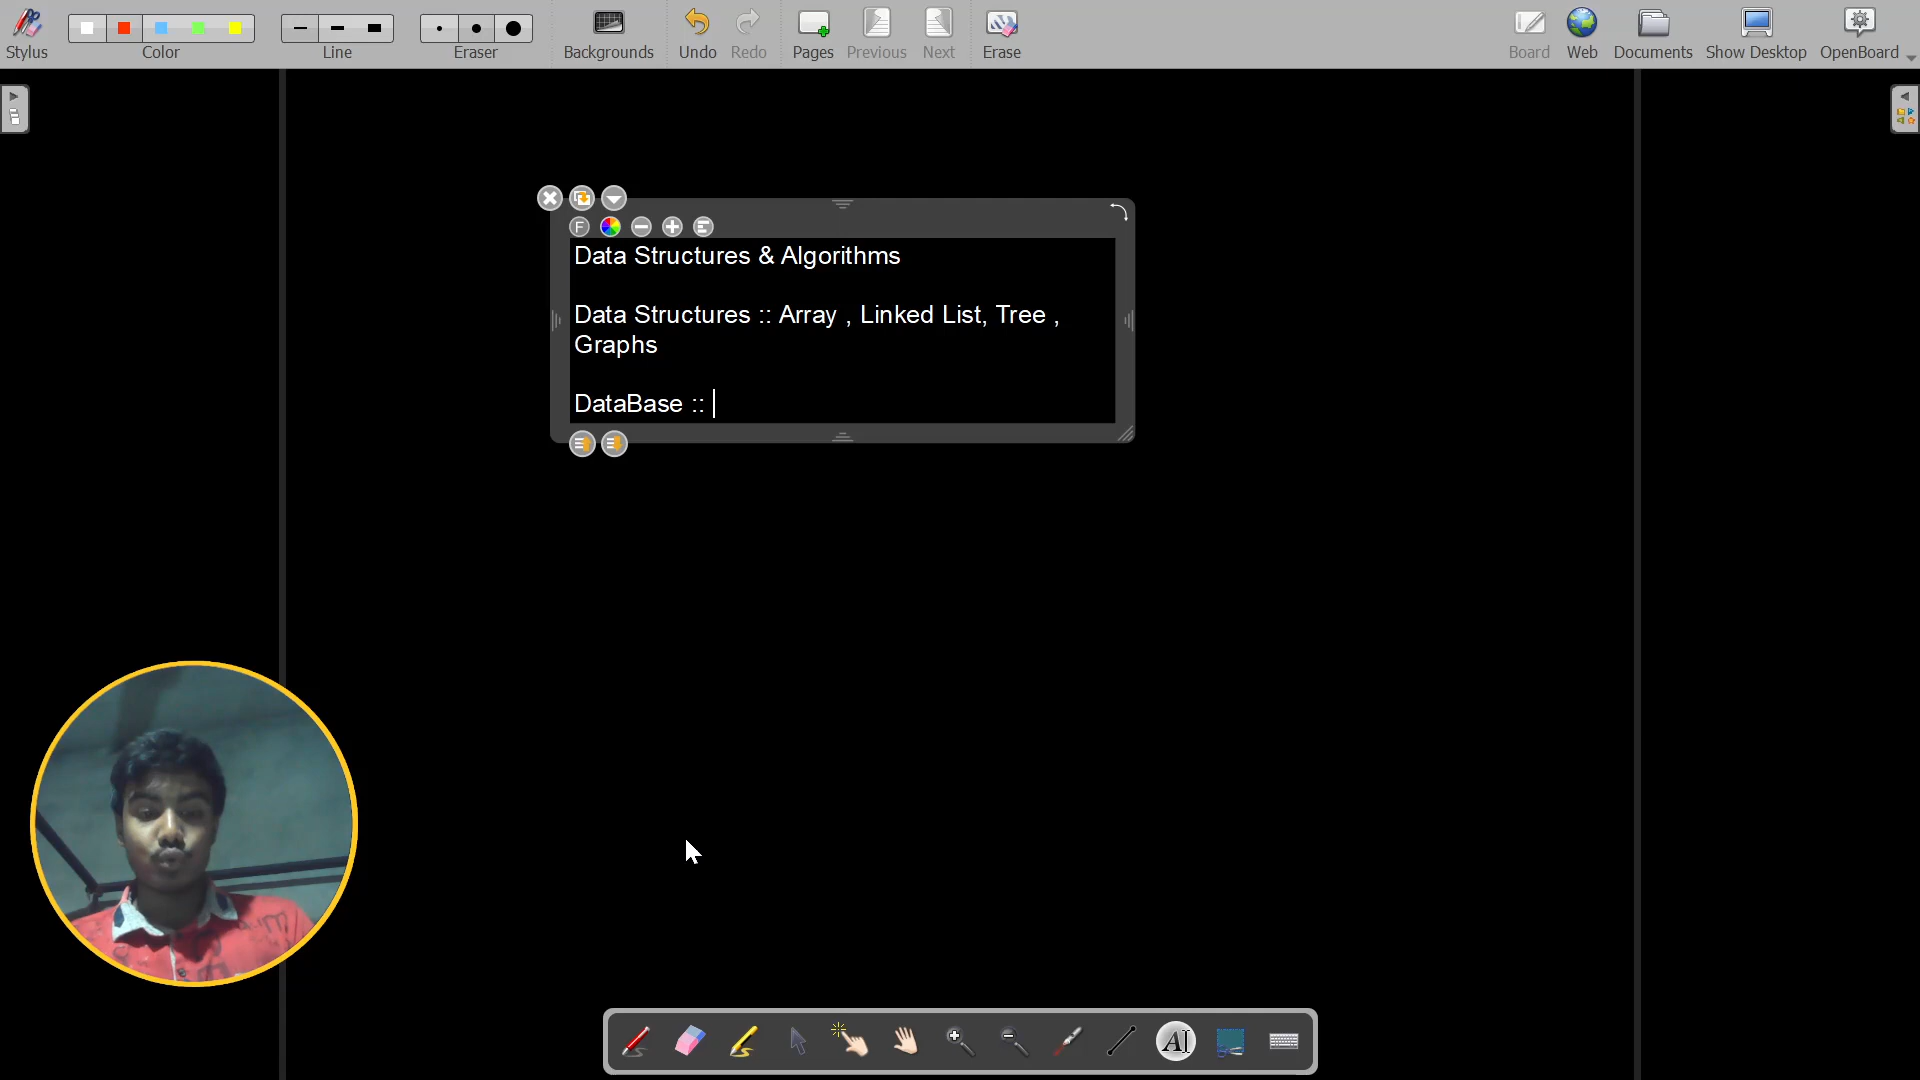 Stylus
Color
Line
Eraser
Backgrounds
Undo
Redo
Pages
Previous
Next
Erase
Board
Web
Documents
Show Desktop
OpenBoard
F
Data Structures & Algorithms
Data Structures :: Array , Linked List, Tree ,
Graphs
DataBase ::
AI